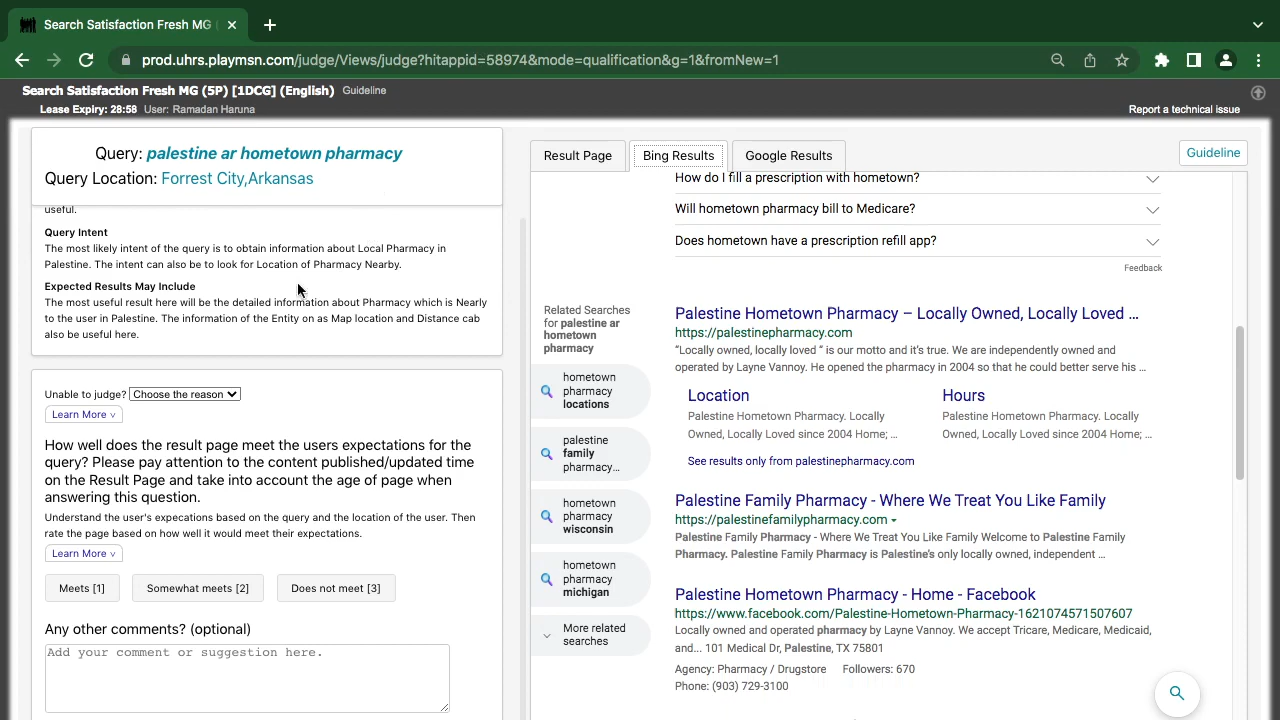 Search Satisfaction Fresh MG (
prod.uhrs.playmsn.com/judge/Views/judge?hitappid=58974&mode=qualification&g=1&fromNew=1
Search Satisfaction Fresh MG (5P) [1DCG] (English) Guideline
Lease Expiry: 28:58 User: Ramadan Haruna
Report a technical issue
Query: palestine ar hometown pharmacy
Query Location: Forrest City,Arkansas
useful.
Query Intent
The most likely intent of the query is to obtain information about Local Pharmacy in
Palestine. The intent can also be to look for Location of Pharmacy Nearby.
Expected Results May Include
The most useful result here will be the detailed information about Pharmacy which is Nearly
to the user in Palestine. The information of the Entity on as Map location and Distance cab
also be useful here.
Unable to judge? Choose the reason
Learn More v
How well does the result page meet the users expectations for the
query? Please pay attention to the content published/updated time
on the Result Page and take into account the age of page when
answering this question.
Understand the user's expecations based on the query and the location of the user. Then
rate the page based on how well it would meet their expectations.
Learn More v
Meets [1] Somewhat meets [2] Does not meet [3]
Any other comments? (optional)
Add your comment or suggestion here.
Result Page Bing Results Google Results
Guideline
How do I fill a prescription with hometown?
Will hometown pharmacy bill to Medicare?
Does hometown have a prescription refill app?
Feedback
Related Searches
for palestine ar
hometown
pharmacy
hometown
pharmacy
locations
palestine
family
pharmacy...
hometown
pharmacy
wisconsin
hometown
pharmacy
michigan
More related
searches
Palestine Hometown Pharmacy – Locally Owned, Locally Loved ...
https://palestinepharmacy.com
“Locally owned, locally loved “ is our motto and it’s true. We are independently owned and
operated by Layne Vannoy. He opened the pharmacy in 2004 so that he could better serve his ...
Location
Palestine Hometown Pharmacy. Locally
Owned, Locally Loved since 2004 Home; ...
Hours
Palestine Hometown Pharmacy. Locally
Owned, Locally Loved since 2004 Home; ...
See results only from palestinepharmacy.com
Palestine Family Pharmacy - Where We Treat You Like Family
https://palestinefamilypharmacy.com
Palestine Family Pharmacy - Where We Treat You Like Family Welcome to Palestine Family
Pharmacy. Palestine Family Pharmacy is Palestine’s only locally owned, independent ...
Palestine Hometown Pharmacy - Home - Facebook
https://www.facebook.com/Palestine-Hometown-Pharmacy-1621074571507607
Locally owned and operated pharmacy by Layne Vannoy. We accept Tricare, Medicare, Medicaid,
and... 101 Medical Dr, Palestine, TX 75801
Agency: Pharmacy / Drugstore Followers: 670
Phone: (903) 729-3100